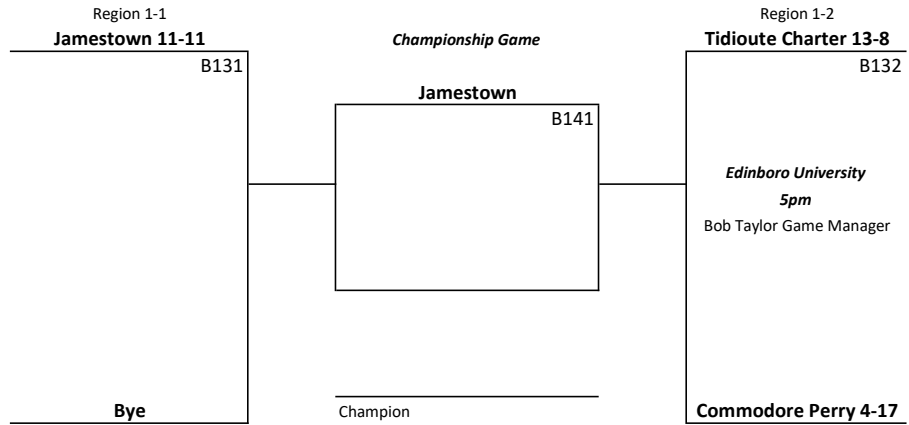 Region 1-1
Jamestown 11-11
B131
Bye
Championship Game
Jamestown
B141
Champion
Region 1-2
Tidioute Charter 13-8
B132
Edinboro University
5pm
Bob Taylor Game Manager
Commodore Perry 4-17